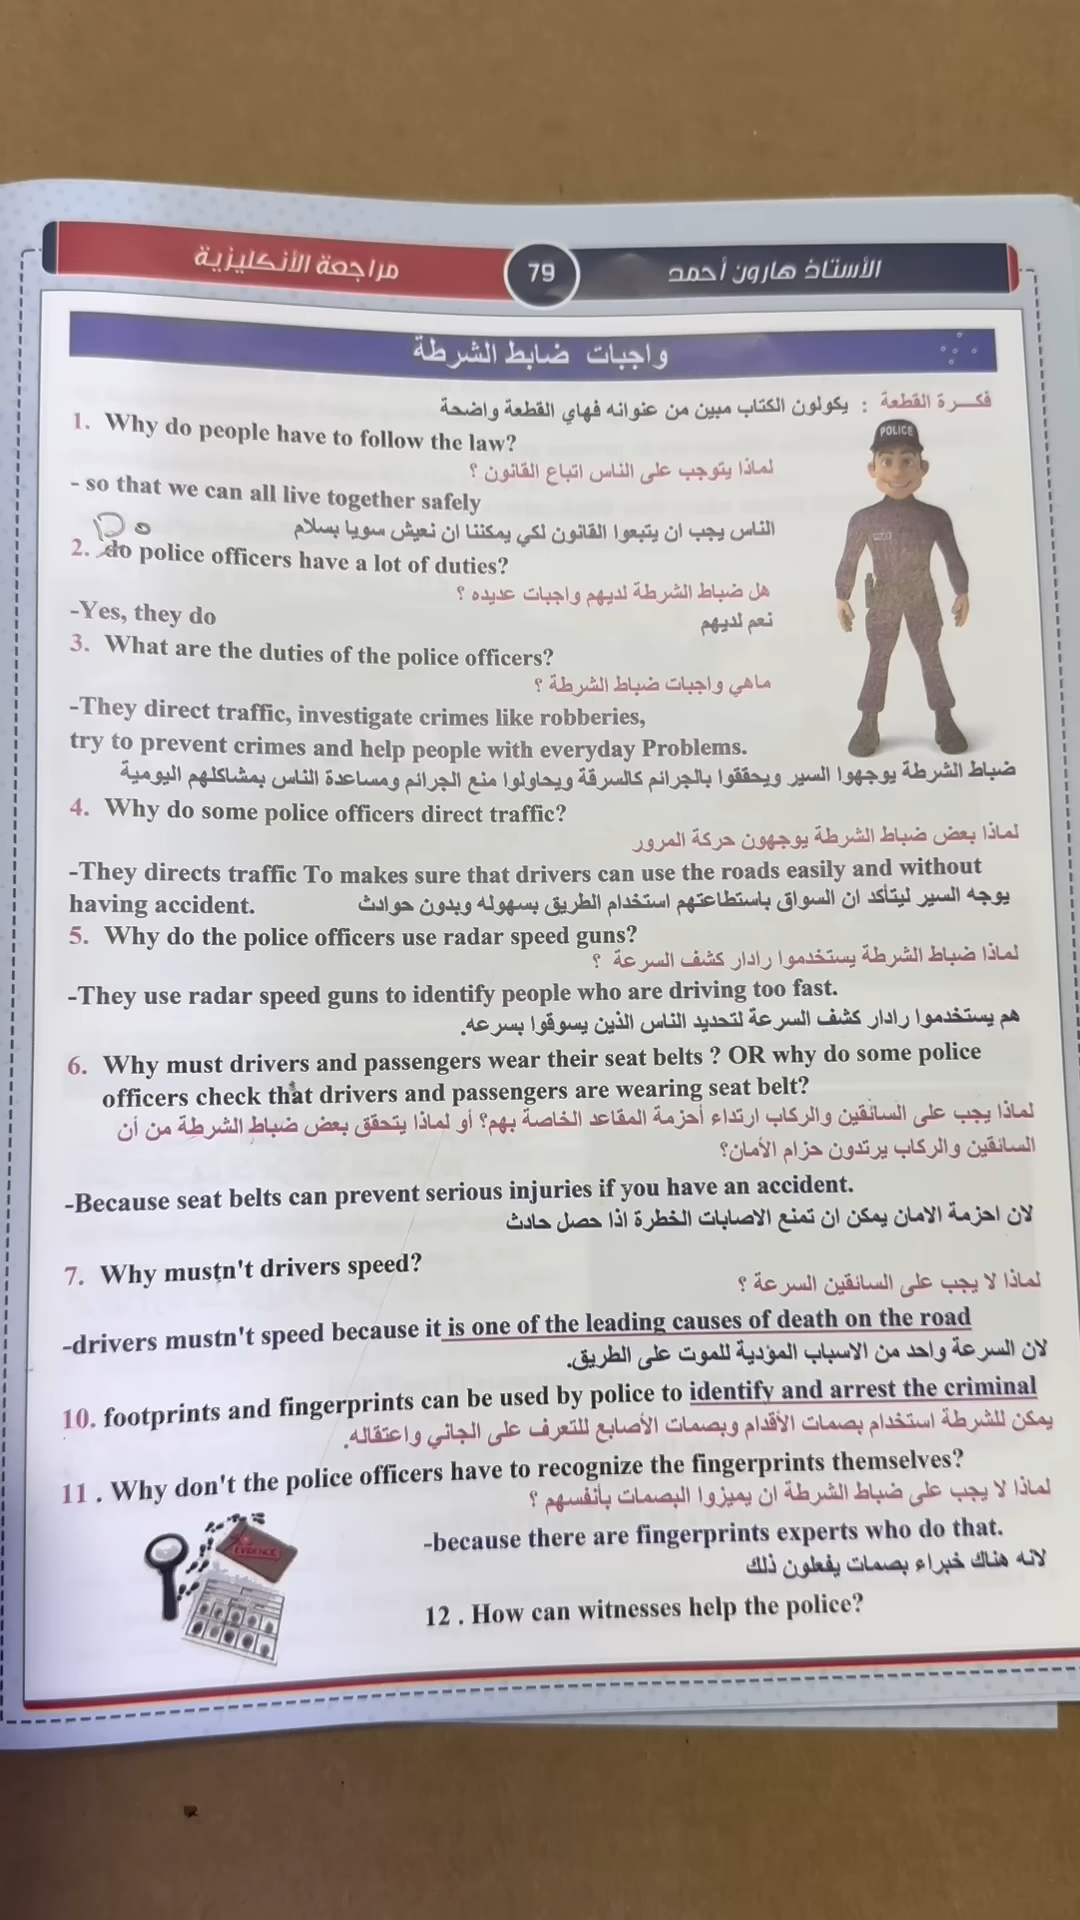 الأستاذ هارون أحمد
79
مراجعة الأنكليزية
واجبات ضابط الشرطة
فكرة القطعة : يكولون الكتاب مبين من عنوانه فهاي القطعة واضحة
POLICE
1. Why do people have to follow the law?
لماذا يتوجب على الناس اتباع القانون ؟
- so that we can all live together safely
الناس يجب ان يتبعوا القانون لكي يمكننا ان نعيش سويا بسلام
Do
2. do police officers have a lot of duties?
هل ضباط الشرطة لديهم واجبات عديده ؟
-Yes, they do
نعم لديهم
3. What are the duties of the police officers?
ماهي واجبات ضباط الشرطة ؟
-They direct traffic, investigate crimes like robberies,
try to prevent crimes and help people with everyday Problems.
ضباط الشرطة يوجهوا السير ويحققوا بالجرائم كالسرقة ويحاولوا منع الجرائم ومساعدة الناس بمشاكلهم اليومية
4. Why do some police officers direct traffic?
لماذا بعض ضباط الشرطة يوجهون حركة المرور
-They directs traffic To makes sure that drivers can use the roads easily and without
having accident.
يوجه السير ليتأكد ان السواق باستطاعتهم استخدام الطريق بسهوله وبدون حوادث
5. Why do the police officers use radar speed guns?
لماذا ضباط الشرطة يستخدموا رادار كشف السرعة ؟
-They use radar speed guns to identify people who are driving too fast.
هم يستخدموا رادار كشف السرعة لتحديد الناس الذين يسوقوا بسرعه.
6. Why must drivers and passengers wear their seat belts ? OR why do some police
officers check that drivers and passengers are wearing seat belt?
لماذا يجب على السائقين والركاب ارتداء أحزمة المقاعد الخاصة بهم؟ أو لماذا يتحقق بعض ضباط الشرطة من أن
السائقين والركاب يرتدون حزام الأمان؟
-Because seat belts can prevent serious injuries if you have an accident.
لان احزمة الامان يمكن ان تمنع الاصابات الخطرة اذا حصل حادث
7. Why mustn't drivers speed?
لماذا لا يجب على السائقين السرعة ؟
-drivers mustn't speed because it is one of the leading causes of death on the road
لان السرعة واحد من الاسباب المؤدية للموت على الطريق.
10. footprints and fingerprints can be used by police to identify and arrest the criminal
يمكن للشرطة استخدام بصمات الأقدام وبصمات الأصابع للتعرف على الجاني واعتقاله.
11 . Why don't the police officers have to recognize the fingerprints themselves?
لماذا لا يجب على ضباط الشرطة ان يميزوا البصمات بأنفسهم ؟
-because there are fingerprints experts who do that.
لانه هناك خبراء بصمات يفعلون ذلك
EVIDENCE
12 . How can witnesses help the police?